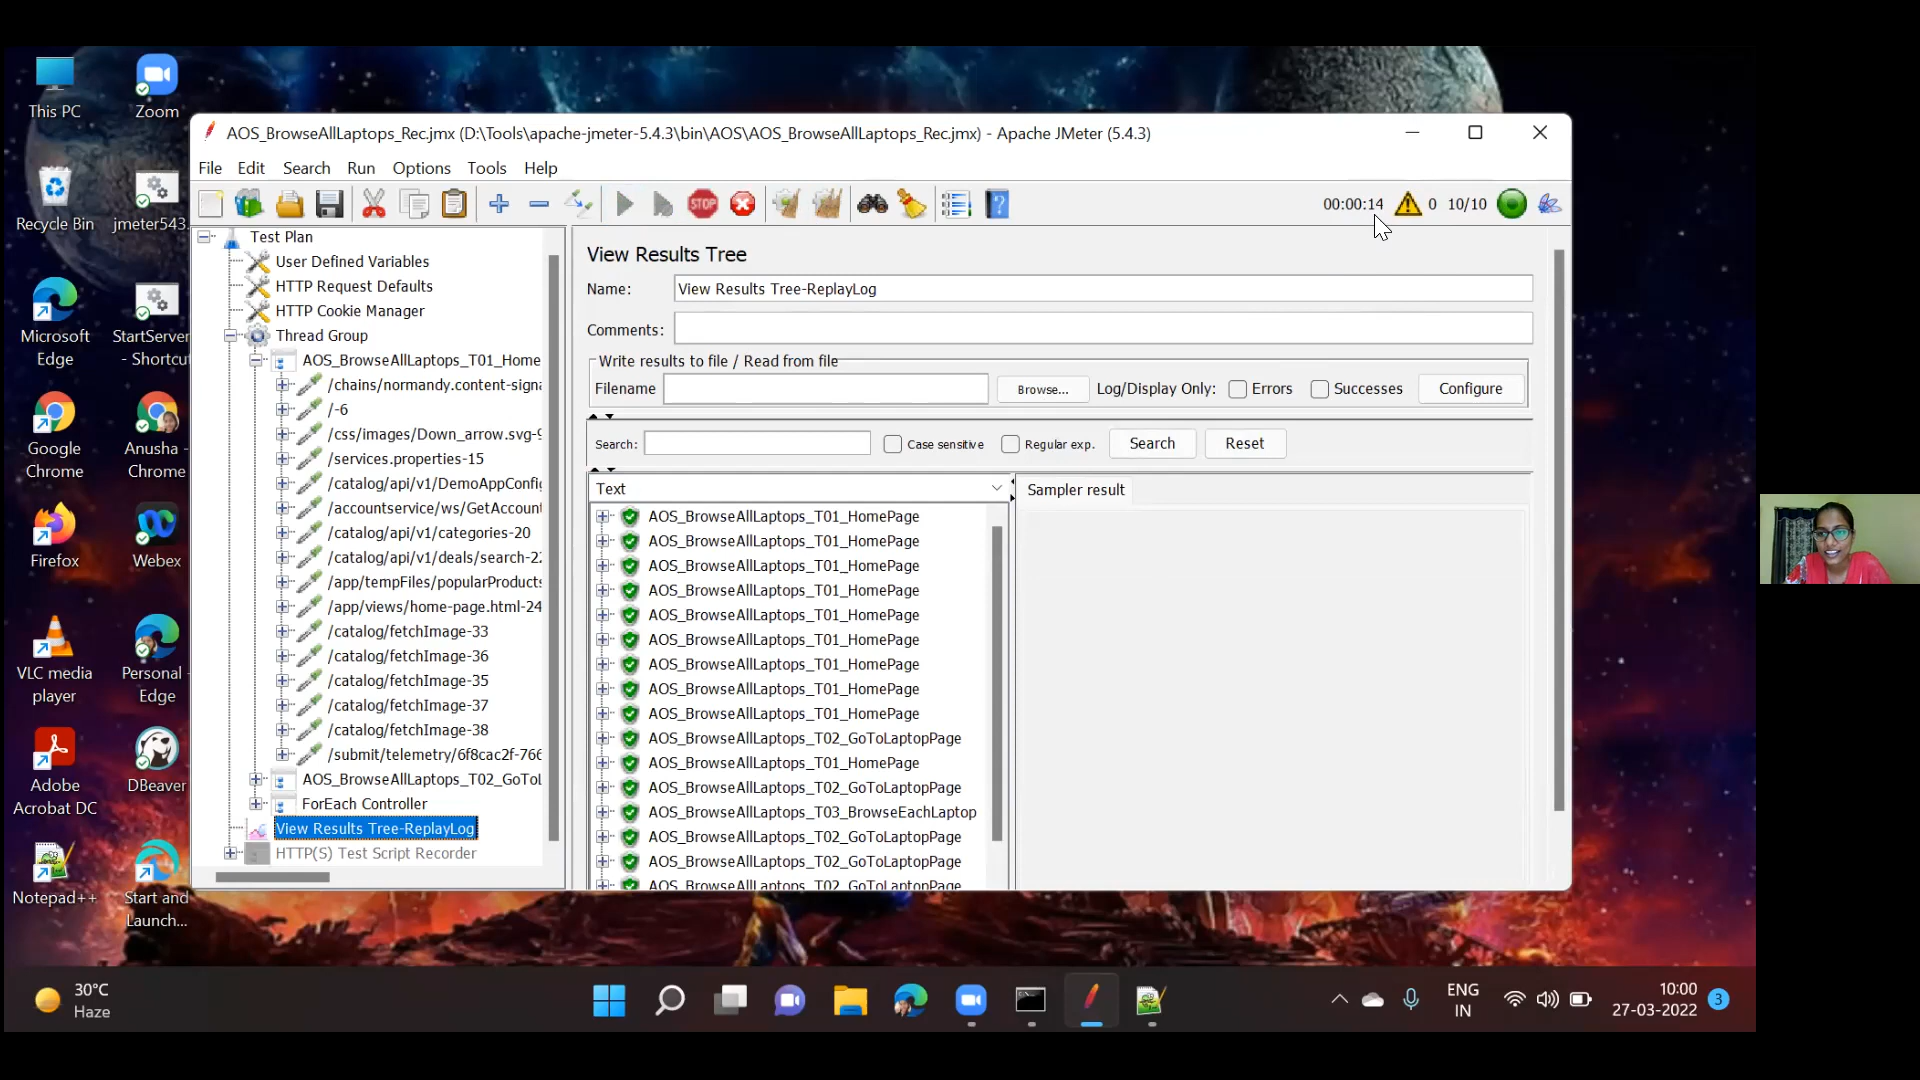 This PC
Zoom
Recycle Bin
jmeter543.
Microsoft
Edge
StartServer
- Shortcut
Google
Chrome
Anusha -
Chrome
Firefox
Webex
VLC media
player
Personal -
Edge
Adobe
Acrobat DC
DBeaver
Notepad++
Start and
Launch...
AOS_BrowseAllLaptops_Rec.jmx (D:\Tools\apache-jmeter-5.4.3\bin\AOS\AOS_BrowseAllLaptops_Rec.jmx) - Apache JMeter (5.4.3)
File Edit Search Run Options Tools Help
STOP
00:00:14 0 10/10
Test Plan
User Defined Variables
HTTP Request Defaults
HTTP Cookie Manager
Thread Group
AOS_BrowseAllLaptops_T01_Home
/chains/normandy.content-signa
/-6
/css/images/Down_arrow.svg-9
/services.properties-15
/catalog/api/v1/DemoAppConfig
/accountservice/ws/GetAccount
/catalog/api/v1/categories-20
/catalog/api/v1/deals/search-22
/app/tempFiles/popularProducts
/app/views/home-page.html-24
/catalog/fetchImage-33
/catalog/fetchImage-36
/catalog/fetchImage-35
/catalog/fetchImage-37
/catalog/fetchImage-38
/submit/telemetry/6f8cac2f-766
AOS_BrowseAllLaptops_T02_GoToL
ForEach Controller
View Results Tree-ReplayLog
HTTP(S) Test Script Recorder
View Results Tree
Name: View Results Tree-ReplayLog
Comments:
Write results to file / Read from file
Filename Browse... Log/Display Only: Errors Successes Configure
Search: Case sensitive Regular exp. Search Reset
Text
Sampler result
AOS_BrowseAllLaptops_T01_HomePage
AOS_BrowseAllLaptops_T01_HomePage
AOS_BrowseAllLaptops_T01_HomePage
AOS_BrowseAllLaptops_T01_HomePage
AOS_BrowseAllLaptops_T01_HomePage
AOS_BrowseAllLaptops_T01_HomePage
AOS_BrowseAllLaptops_T01_HomePage
AOS_BrowseAllLaptops_T01_HomePage
AOS_BrowseAllLaptops_T01_HomePage
AOS_BrowseAllLaptops_T02_GoToLaptopPage
AOS_BrowseAllLaptops_T01_HomePage
AOS_BrowseAllLaptops_T02_GoToLaptopPage
AOS_BrowseAllLaptops_T03_BrowseEachLaptop
AOS_BrowseAllLaptops_T02_GoToLaptopPage
AOS_BrowseAllLaptops_T02_GoToLaptopPage
AOS_BrowseAllLaptops_T02_GoToLaptopPage
30°C
Haze
ENG
IN
10:00
27-03-2022
3